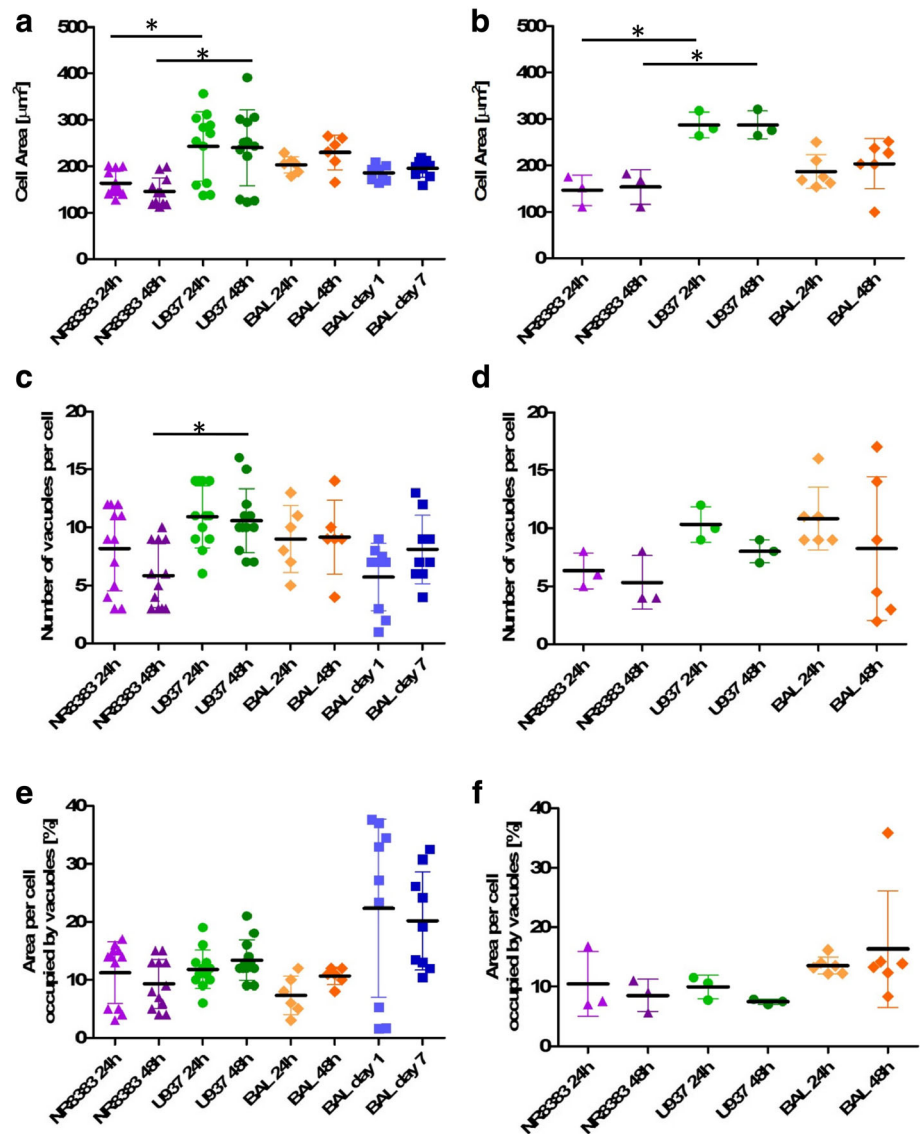 a
*
*
Cell Area [µm²]
500
400
300
200
100
0
NR8383 24h
NR8383 48h
U937 24h
U937 48h
BAL 24h
BAL 48h
BAL day 1
BAL day 7
b
*
*
Cell Area [µm²]
500
400
300
200
100
0
NR8383 24h
NR8383 48h
U937 24h
U937 48h
BAL 24h
BAL 48h
c
*
Number of vacuoles per cell
20
15
10
5
0
NR8383 24h
NR8383 48h
U937 24h
U937 48h
BAL 24h
BAL 48h
BAL day 1
BAL day 7
d
Number of vacuoles per cell
20
15
10
5
0
NR8383 24h
NR8383 48h
U937 24h
U937 48h
BAL 24h
BAL 48h
e
Area per cell
occupied by vacuoles [%]
40
30
20
10
0
NR8383 24h
NR8383 48h
U937 24h
U937 48h
BAL 24h
BAL 48h
BAL day 1
BAL day 7
f
Area per cell
occupied by vacuoles [%]
40
30
20
10
0
NR8383 24h
NR8383 48h
U937 24h
U937 48h
BAL 24h
BAL 48h